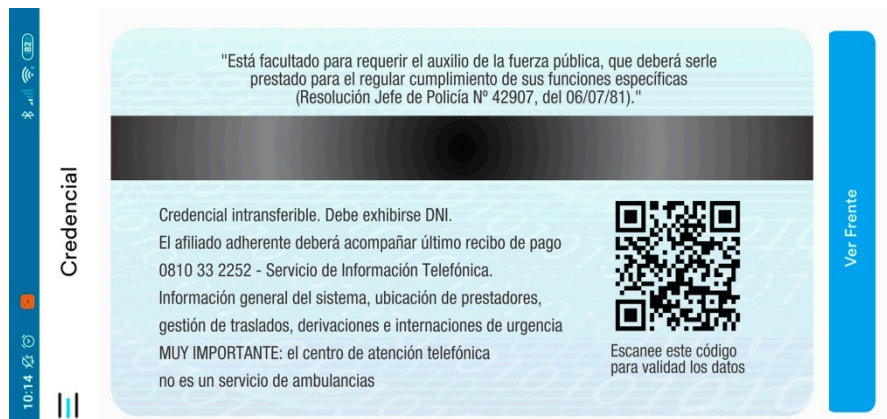 10:14
82
Credencial
"Está facultado para requerir el auxilio de la fuerza pública, que deberá serle
prestado para el regular cumplimiento de sus funciones específicas
(Resolución Jefe de Policía Nº 42907, del 06/07/81)."
Credencial intransferible. Debe exhibirse DNI.
El afiliado adherente deberá acompañar último recibo de pago
0810 33 2252 - Servicio de Información Telefónica.
Información general del sistema, ubicación de prestadores,
gestión de traslados, derivaciones e internaciones de urgencia
MUY IMPORTANTE: el centro de atención telefónica
no es un servicio de ambulancias
Escanee este código
para validad los datos
Ver Frente